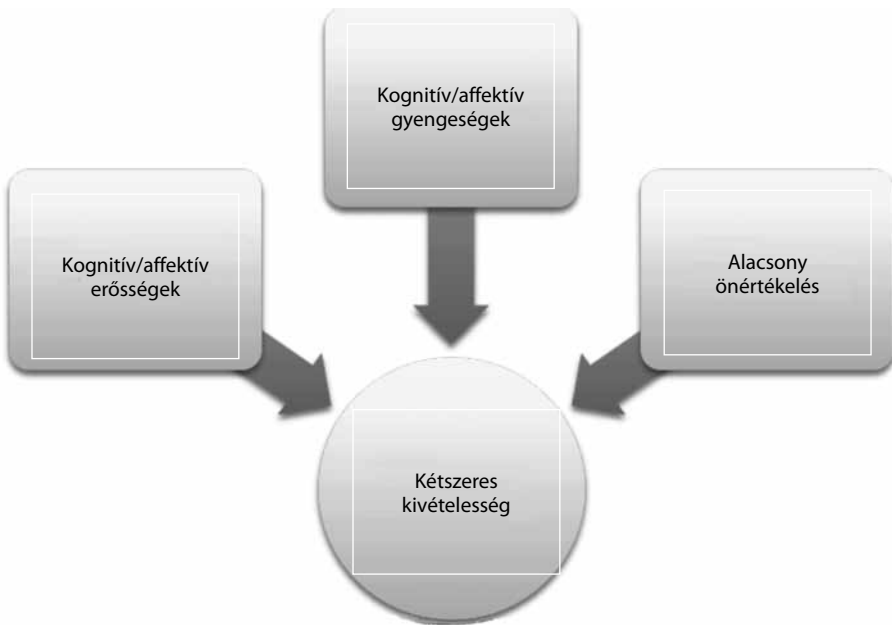 Kognitív/affektív
gyengeségek
Kognitív/affektív
erősségek
Alacsony
önértékelés
Kétszeres
kivételesség